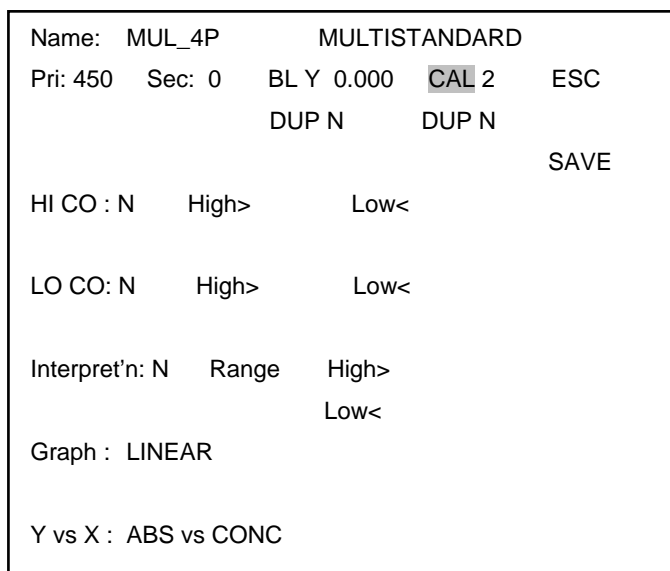 Name: MUL_4P MULTISTANDARD
Pri: 450 Sec: 0 BL Y 0.000 CAL 2 ESC
DUP N DUP N
SAVE
HI CO : N High> Low<
LO CO: N High> Low<
Interpret'n: N Range High>
Low<
Graph : LINEAR
Y vs X : ABS vs CONC